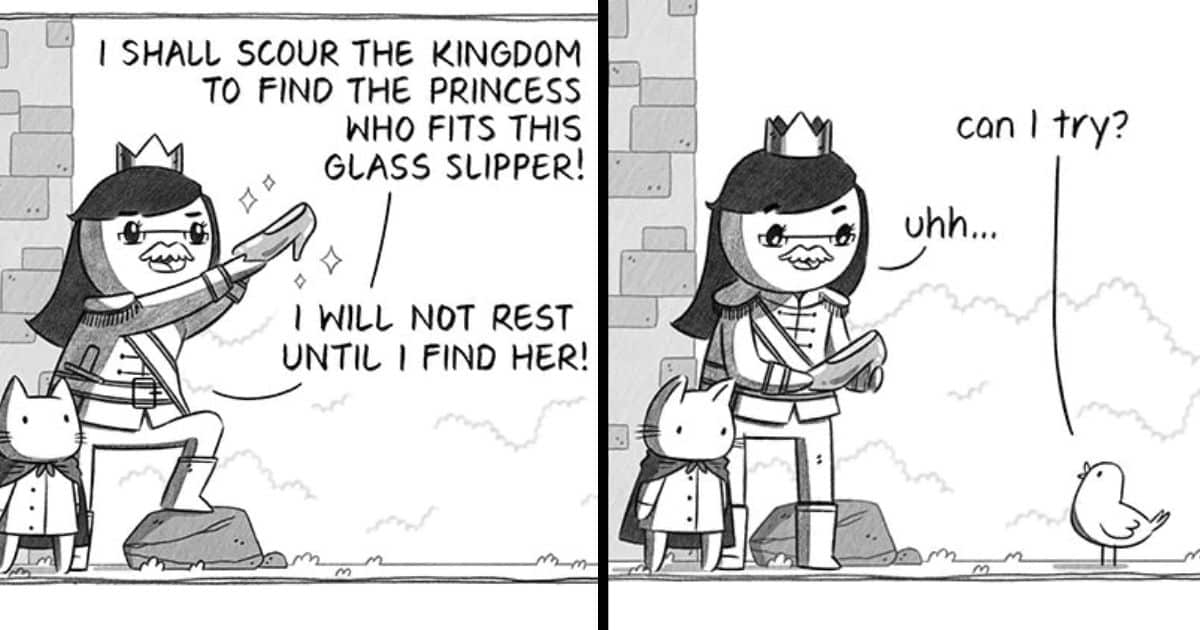 I SHALL SCOUR THE KINGDOM
TO FIND THE PRINCESS
WHO FITS THIS
GLASS SLIPPER!
I WILL NOT REST
UNTIL I FIND HER!
can I try?
uhh...